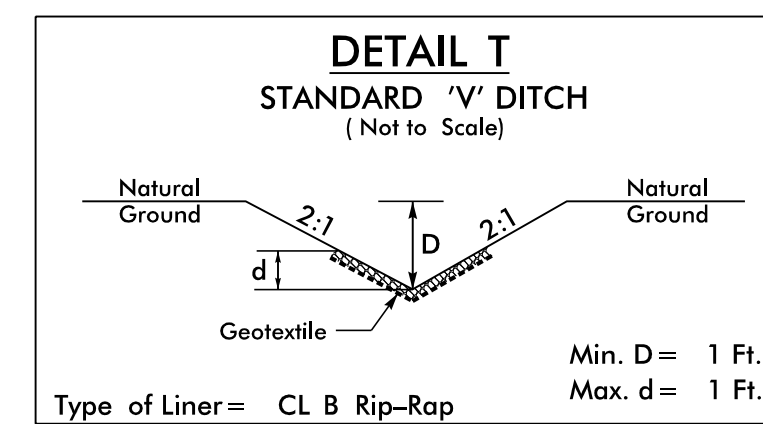 DETAIL T
STANDARD 'V' DITCH
( Not to Scale)
Natural
Ground
2:1
D
2:1
Natural
Ground
d
Geotextile
Min. D = 1 Ft.
Max. d = 1 Ft.
Type of Liner = CL B Rip-Rap